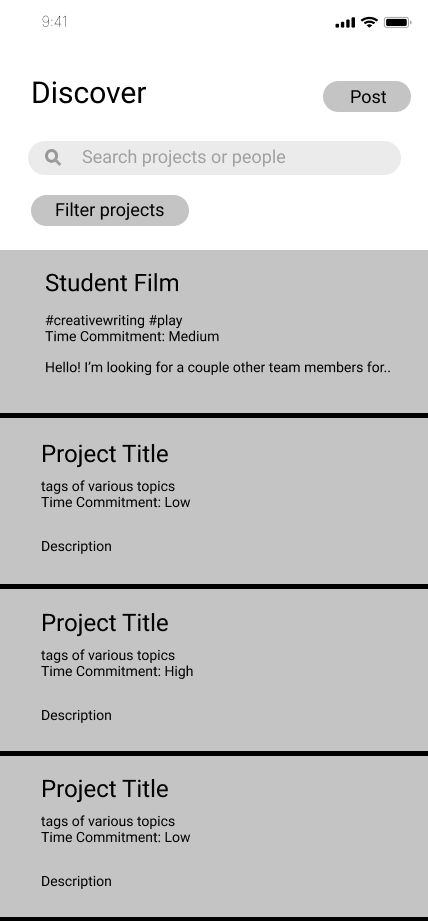 9:41
Discover
Post
Search projects or people
Filter projects
Student Film
#creativewriting #play
Time Commitment: Medium
Hello! I’m looking for a couple other team members for..
Project Title
tags of various topics
Time Commitment: Low
Description
Project Title
tags of various topics
Time Commitment: High
Description
Project Title
tags of various topics
Time Commitment: Low
Description